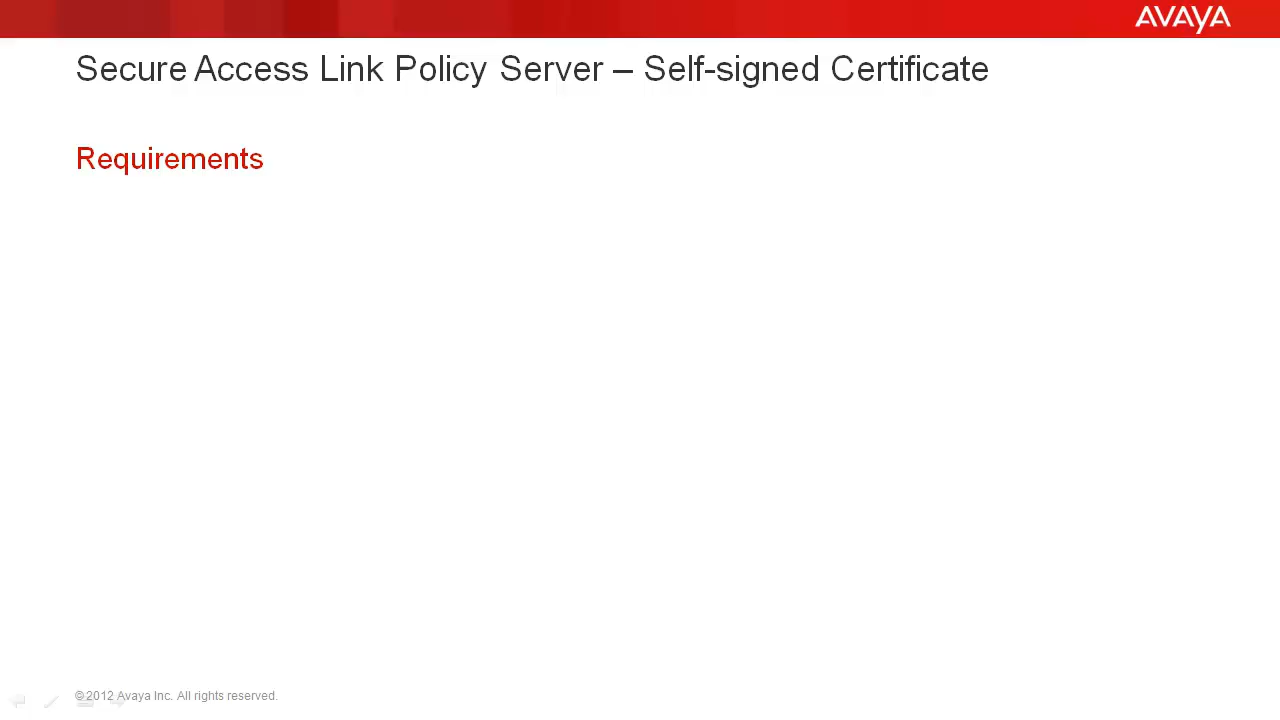 AVAYA
Secure Access Link Policy Server – Self-signed Certificate
Requirements
©2012 Avaya Inc. All rights reserved.